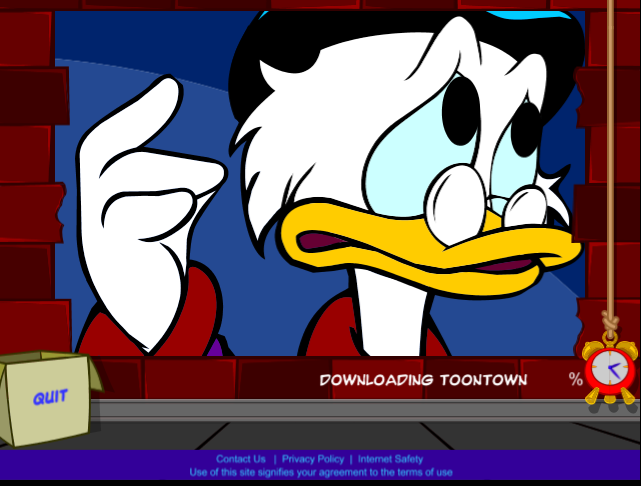 DOWNLOADING TOONTOWN %
QUIT
Contact Us | Privacy Policy | Internet Safety
Use of this site signifies your agreement to the terms of use